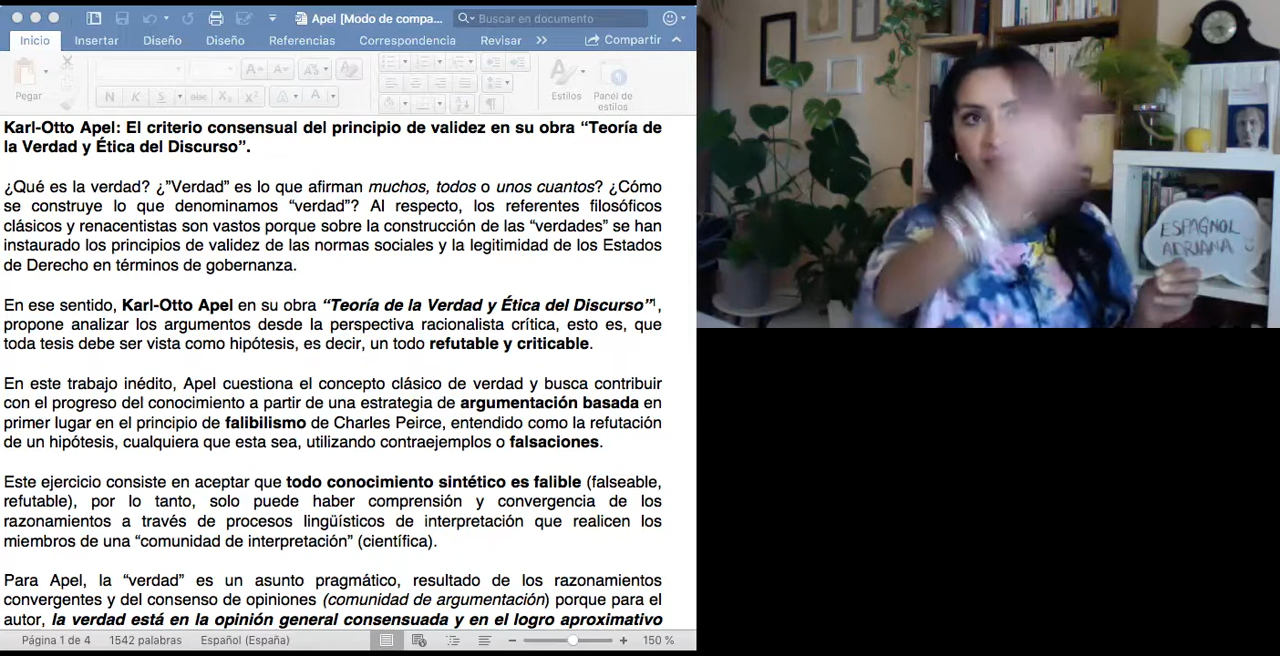 Apel [Modo de compa...
Buscar en documento
Inicio
Insertar
Diseño
Diseño
Referencias
Correspondencia
Revisar
Compartir
Pegar
N K S abc X₂ X² A A
Estilos
Panel de
estilos
Karl-Otto Apel: El criterio consensual del principio de validez en su obra “Teoría de
la Verdad y Ética del Discurso”.
¿Qué es la verdad? ¿”Verdad” es lo que afirman muchos, todos o unos cuantos? ¿Cómo
se construye lo que denominamos “verdad”? Al respecto, los referentes filosóficos
clásicos y renacentistas son vastos porque sobre la construcción de las “verdades” se han
instaurado los principios de validez de las normas sociales y la legitimidad de los Estados
de Derecho en términos de gobernanza.
En ese sentido, Karl-Otto Apel en su obra “Teoría de la Verdad y Ética del Discurso”¹,
propone analizar los argumentos desde la perspectiva racionalista crítica, esto es, que
toda tesis debe ser vista como hipótesis, es decir, un todo refutable y criticable.
En este trabajo inédito, Apel cuestiona el concepto clásico de verdad y busca contribuir
con el progreso del conocimiento a partir de una estrategia de argumentación basada en
primer lugar en el principio de falibilismo de Charles Peirce, entendido como la refutación
de un hipótesis, cualquiera que esta sea, utilizando contraejemplos o falsaciones.
Este ejercicio consiste en aceptar que todo conocimiento sintético es falible (falseable,
refutable), por lo tanto, solo puede haber comprensión y convergencia de los
razonamientos a través de procesos lingüísticos de interpretación que realicen los
miembros de una “comunidad de interpretación” (científica).
Para Apel, la “verdad” es un asunto pragmático, resultado de los razonamientos
convergentes y del consenso de opiniones (comunidad de argumentación) porque para el
autor, la verdad está en la opinión general consensuada y en el logro aproximativo
Página 1 de 4
1542 palabras
Español (España)
150 %
ESPAGNOL
ADRIANA